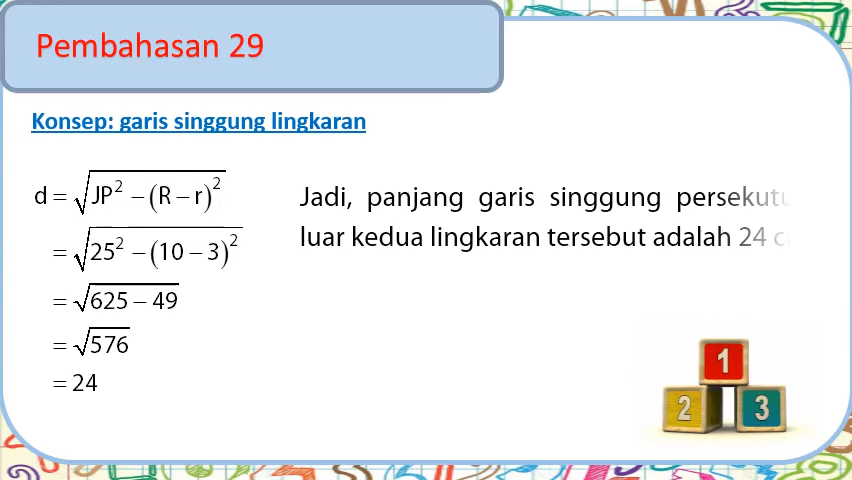 Pembahasan 29
Konsep: garis singgung lingkaran
d = √(JP² − (R − r)²)
= √(25² − (10 − 3)²)
= √(625 − 49)
= √576
= 24
Jadi, panjang garis singgung persekutu
luar kedua lingkaran tersebut adalah 24 c
1
2
3